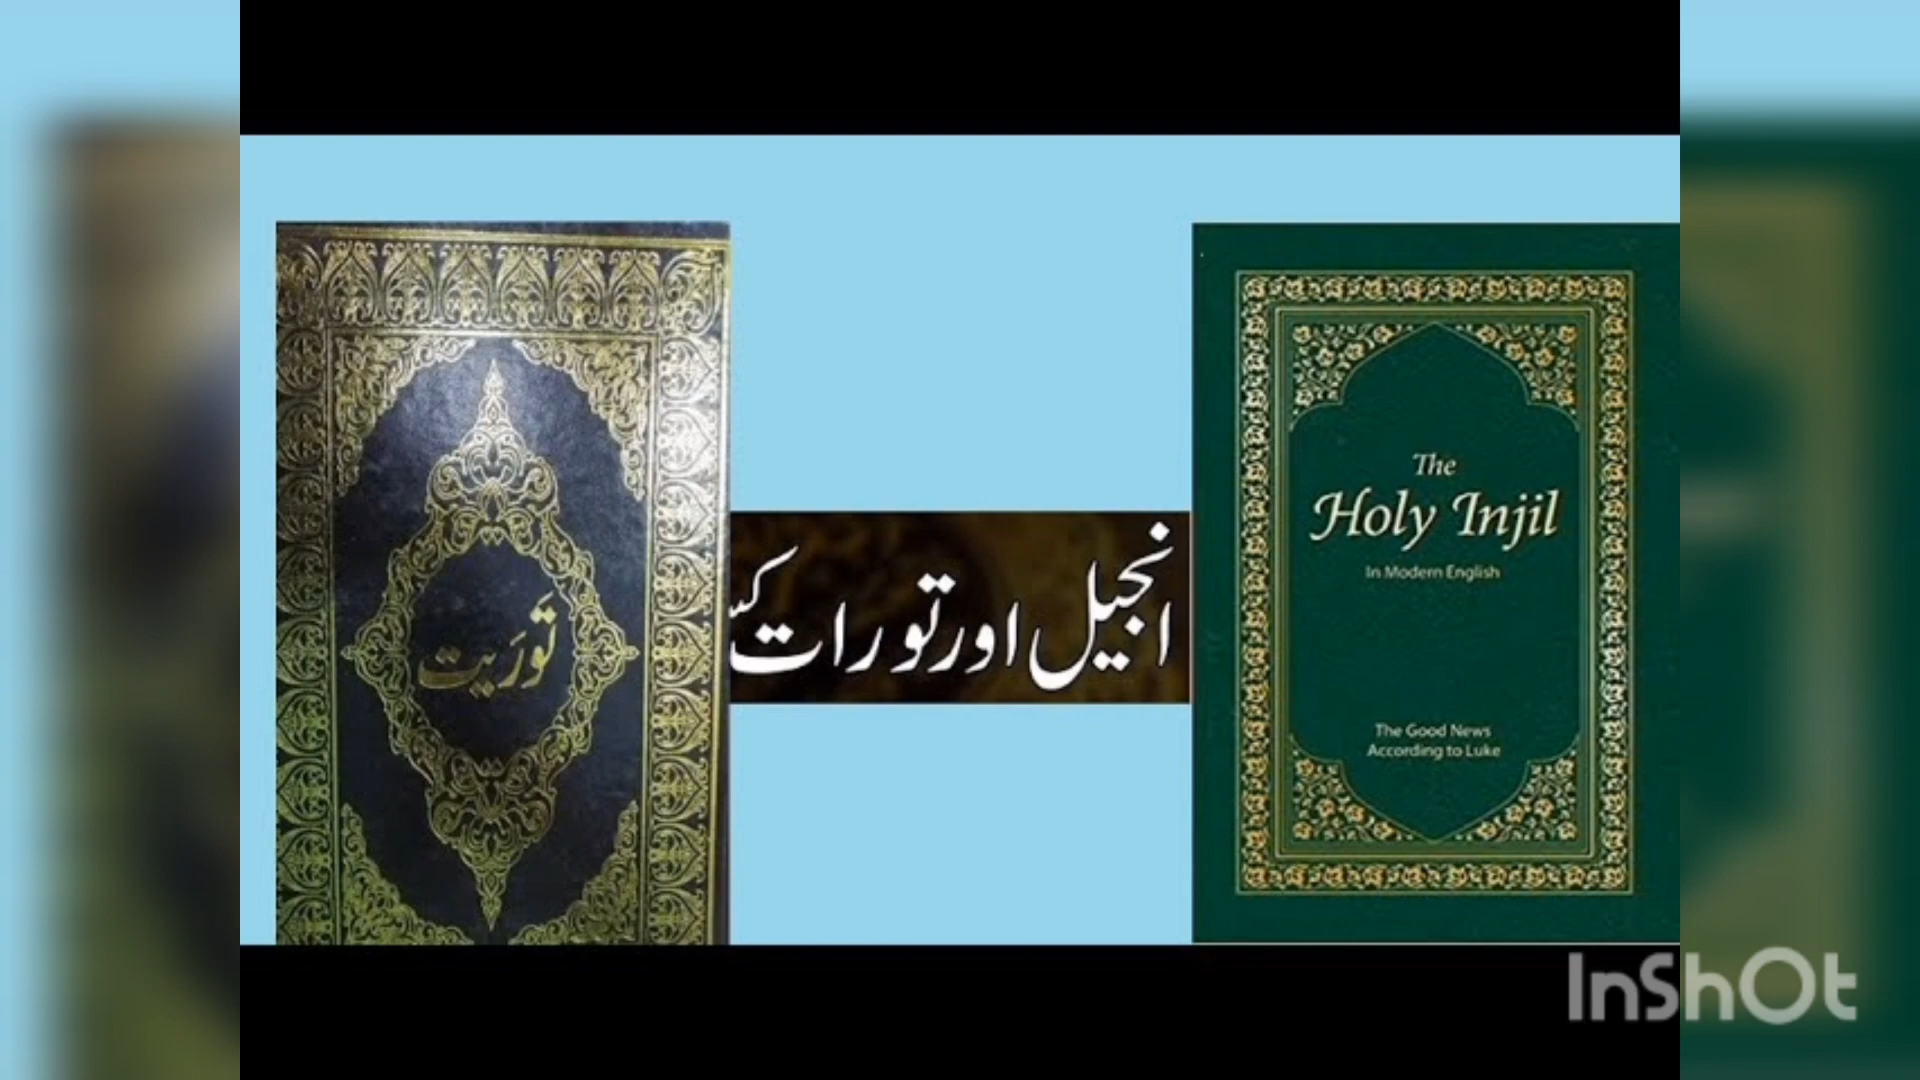 توریت
انجیل اور تورات
The
Holy Injil
In Modern English
The Good News
According to Luke
InShOt